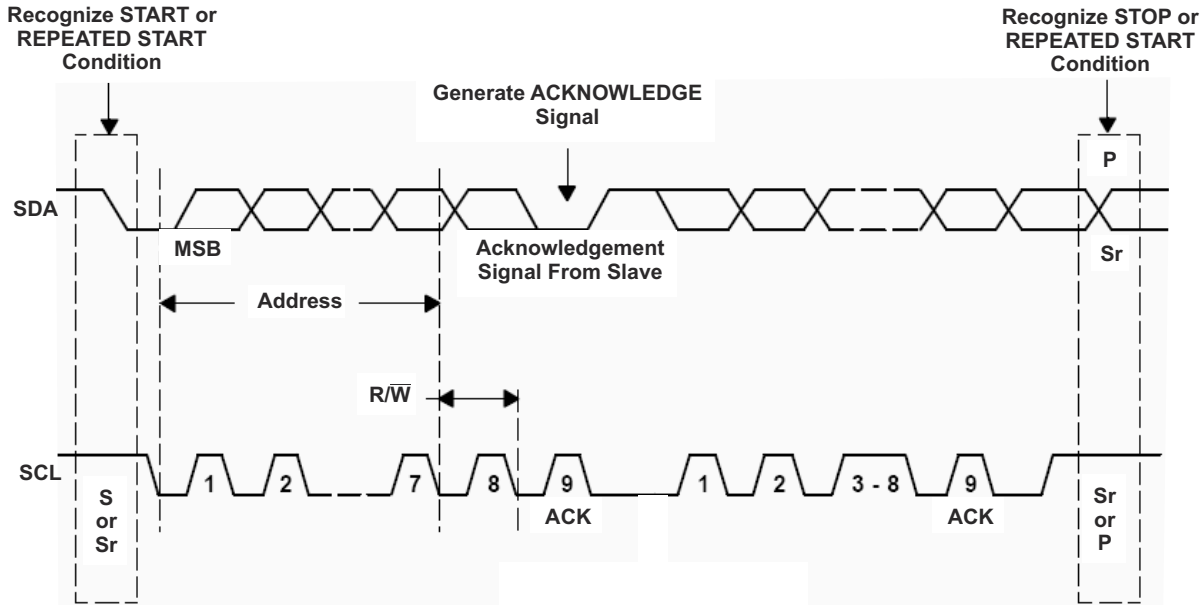 Recognize START or
REPEATED START
Condition
Recognize STOP or
REPEATED START
Condition
Generate ACKNOWLEDGE
Signal
P
SDA
MSB
Acknowledgement
Signal From Slave
Sr
Address
R/W̅
SCL
1
2
7
8
9
1
2
3 - 8
9
ACK
ACK
S
or
Sr
Sr
or
P